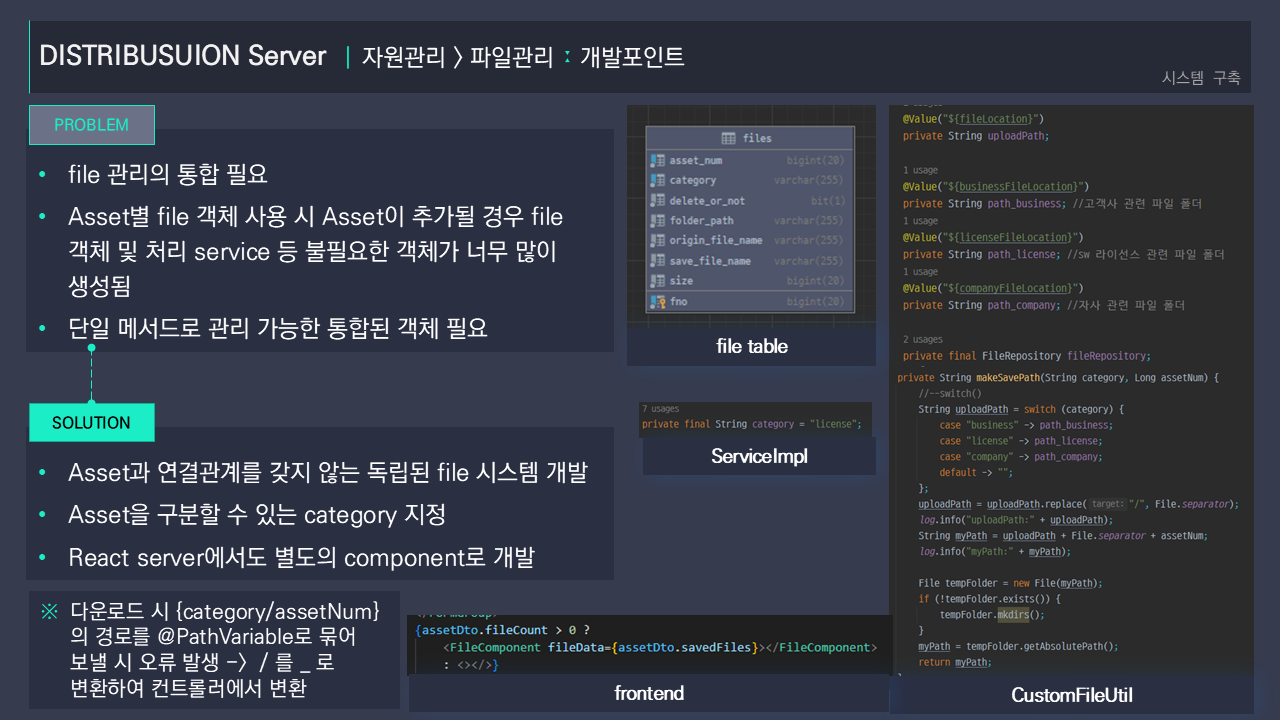 DISTRIBUSUION Server | 자원관리 > 파일관리 : 개발포인트
시스템 구축
PROBLEM
• file 관리의 통합 필요
• Asset별 file 객체 사용 시 Asset이 추가될 경우 file
객체 및 처리 service 등 불필요한 객체가 너무 많이
생성됨
• 단일 메서드로 관리 가능한 통합된 객체 필요
SOLUTION
• Asset과 연결관계를 갖지 않는 독립된 file 시스템 개발
• Asset을 구분할 수 있는 category 지정
• React server에서도 별도의 component로 개발
※ 다운로드 시 {category/assetNum}
의 경로를 @PathVariable로 묶어
보낼 시 오류 발생 -> / 를 _ 로
변환하여 컨트롤러에서 변환
files
asset_num bigint(20)
category varchar(255)
delete_or_not bit(1)
folder_path varchar(255)
origin_file_name varchar(255)
save_file_name varchar(255)
size bigint(20)
fno bigint(20)
file table
7 usages
private final String category = "license";
ServiceImpl
{assetDto.fileCount > 0 ?
<FileComponent fileData={assetDto.savedFiles}></FileComponent>
: <></>}
frontend
@Value("${fileLocation}")
private String uploadPath;
1 usage
@Value("${businessFileLocation}")
private String path_business; //고객사 관련 파일 폴더
1 usage
@Value("${licenseFileLocation}")
private String path_license; //sw 라이선스 관련 파일 폴더
1 usage
@Value("${companyFileLocation}")
private String path_company; //자사 관련 파일 폴더
2 usages
private final FileRepository fileRepository;
private String makeSavePath(String category, Long assetNum) {
//--switch()
String uploadPath = switch (category) {
case "business" -> path_business;
case "license" -> path_license;
case "company" -> path_company;
default -> "";
};
uploadPath = uploadPath.replace( target: "/", File.separator);
log.info("uploadPath:" + uploadPath);
String myPath = uploadPath + File.separator + assetNum;
log.info("myPath:" + myPath);
File tempFolder = new File(myPath);
if (!tempFolder.exists()) {
tempFolder.mkdirs();
}
myPath = tempFolder.getAbsolutePath();
return myPath;
CustomFileUtil